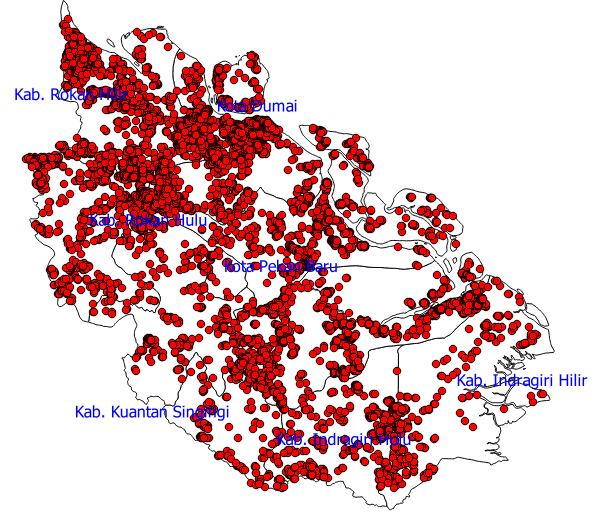 Kab. Rokan Hilir
Kota Dumai
Kab. Rokan Hulu
Kota Pekan Baru
Kab. Indragiri Hilir
Kab. Kuantan Singingi
Kab. Indragiri Hulu